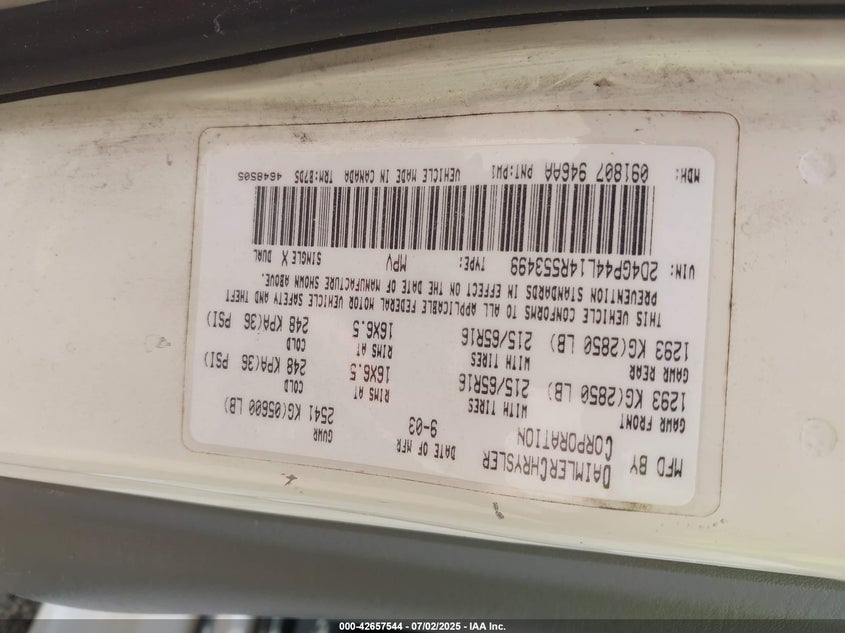 MFD BY DAIMLERCHRYSLER CORPORATION
DATE OF MFR 9-03
GVWR 2541 KG(05600 LB)
GAWR FRONT 1293 KG(2850 LB)
WITH TIRES 215/65R16
RIMS AT 16X6.5
COLD 248 KPA(36 PSI)
GAWR REAR 1293 KG(2850 LB)
WITH TIRES 215/65R16
RIMS AT 16X6.5
COLD 248 KPA(36 PSI)
THIS VEHICLE CONFORMS TO ALL APPLICABLE FEDERAL MOTOR VEHICLE SAFETY AND THEFT
PREVENTION STANDARDS IN EFFECT ON THE DATE OF MANUFACTURE SHOWN ABOVE.
VIN: 2D4GP44L14R553499 TYPE: MPV SINGLE X DUAL
MDH: 091807 946AA PNT:PW1 VEHICLE MADE IN CANADA TRM:B7D5 4648505
000-42657544 / 07/02/2025 - IAA Inc.